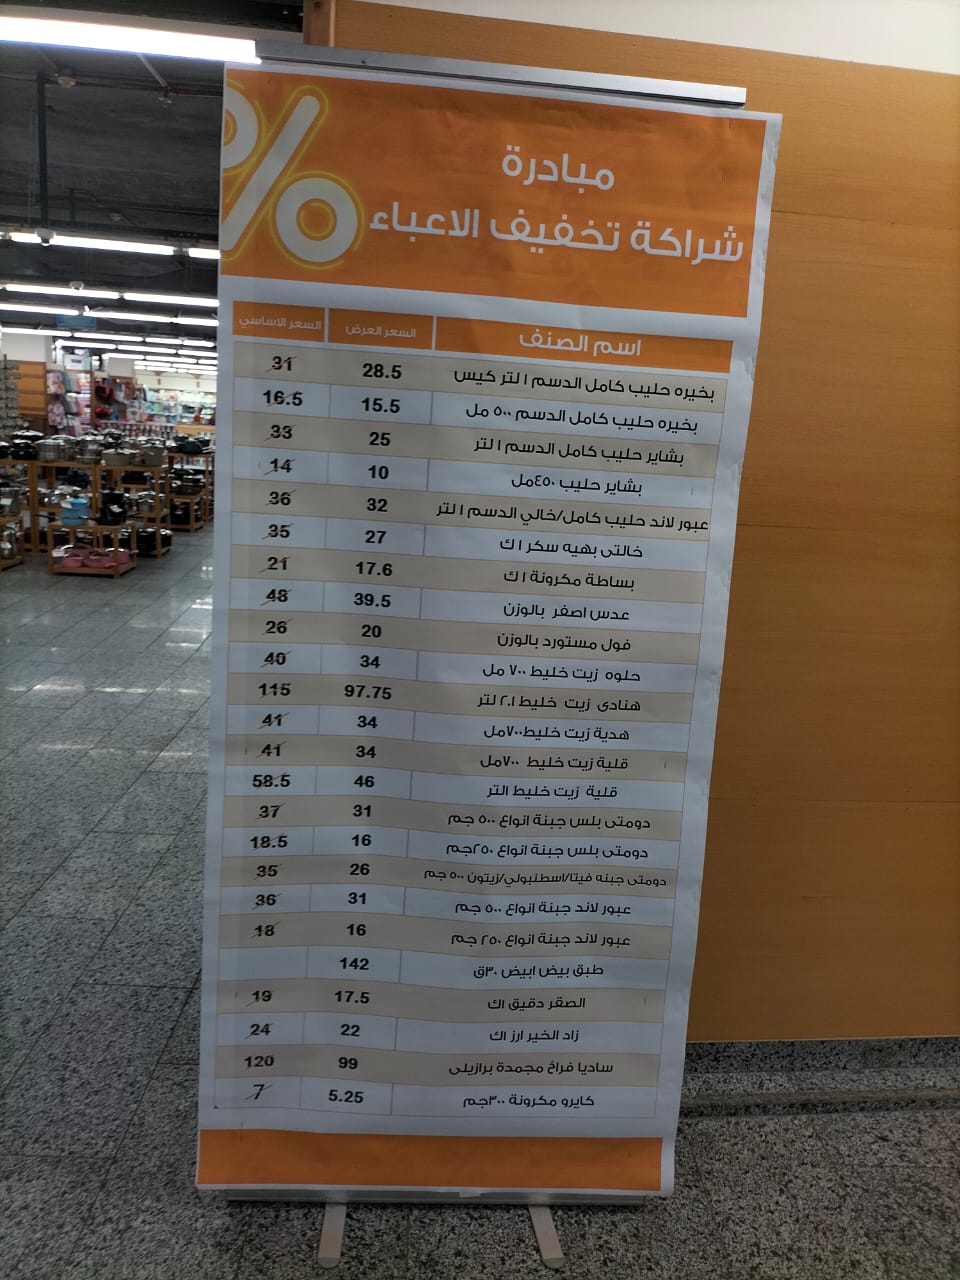 %
مبادرة
شراكة تخفيف الاعباء
اسم الصنف السعر العرض السعر الاساسي
بخيره حليب كامل الدسم ١ لتر كيس 28.5 31
بخيره حليب كامل الدسم ٥٠٠ مل 15.5 16.5
بشاير حليب كامل الدسم ١ لتر 25 33
بشاير حليب ٤٥٠مل 10 14
عبور لاند حليب كامل/خالي الدسم ١ لتر 32 36
خالتى بهيه سكر ١ ك 27 35
بساطة مكرونة ١ ك 17.6 21
عدس اصفر بالوزن 39.5 48
فول مستورد بالوزن 20 26
حلوه زيت خليط ٧٠٠ مل 34 40
هنادى زيت خليط ٢.١ لتر 97.75 115
هدية زيت خليط٧٠٠مل 34 41
قلية زيت خليط ٧٠٠مل 34 41
قلية زيت خليط ١لتر 46 58.5
دومتى بلس جبنة انواع ٥٠٠ جم 31 37
دومتى بلس جبنة انواع ٢٥٠جم 16 18.5
دومتى جبنه فيتا/اسطنبولي/زيتون ٥٠٠ جم 26 35
عبور لاند جبنة انواع ٥٠٠ جم 31 36
عبور لاند جبنة انواع ٢٥٠ جم 16 18
طبق بيض ابيض ٣٠ق 142
الصقر دقيق ١ك 17.5 19
زاد الخير ارز ١ك 22 24
ساديا فراخ مجمدة برازيلى 99 120
كايرو مكرونة ٣٠٠جم 5.25 7